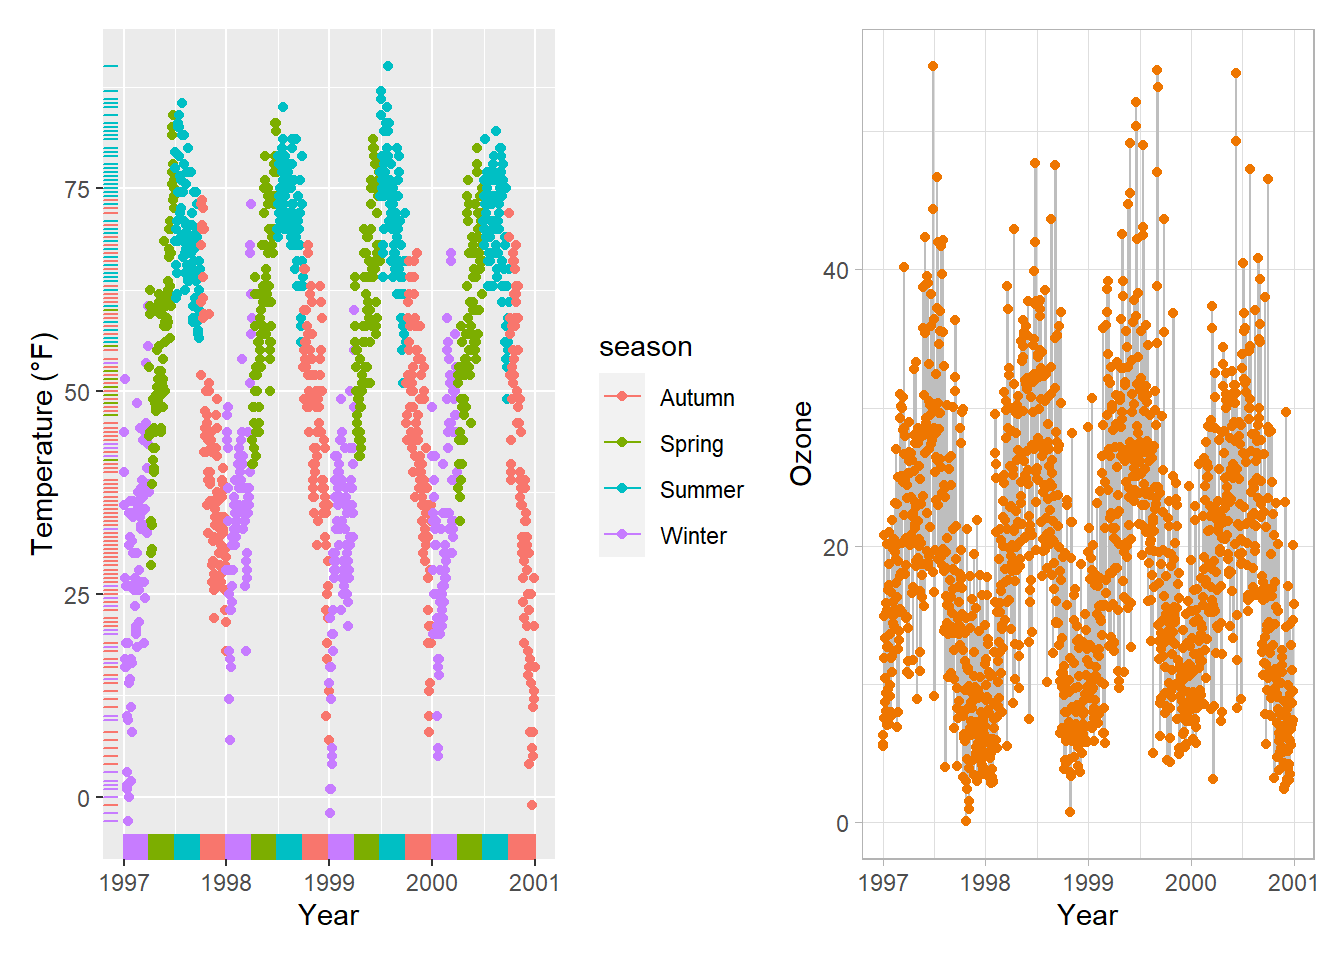 Temperature (°F)
75
50
25
0
1997 1998 1999 2000 2001
Year
season
Autumn
Spring
Summer
Winter
Ozone
40
20
0
1997 1998 1999 2000 2001
Year